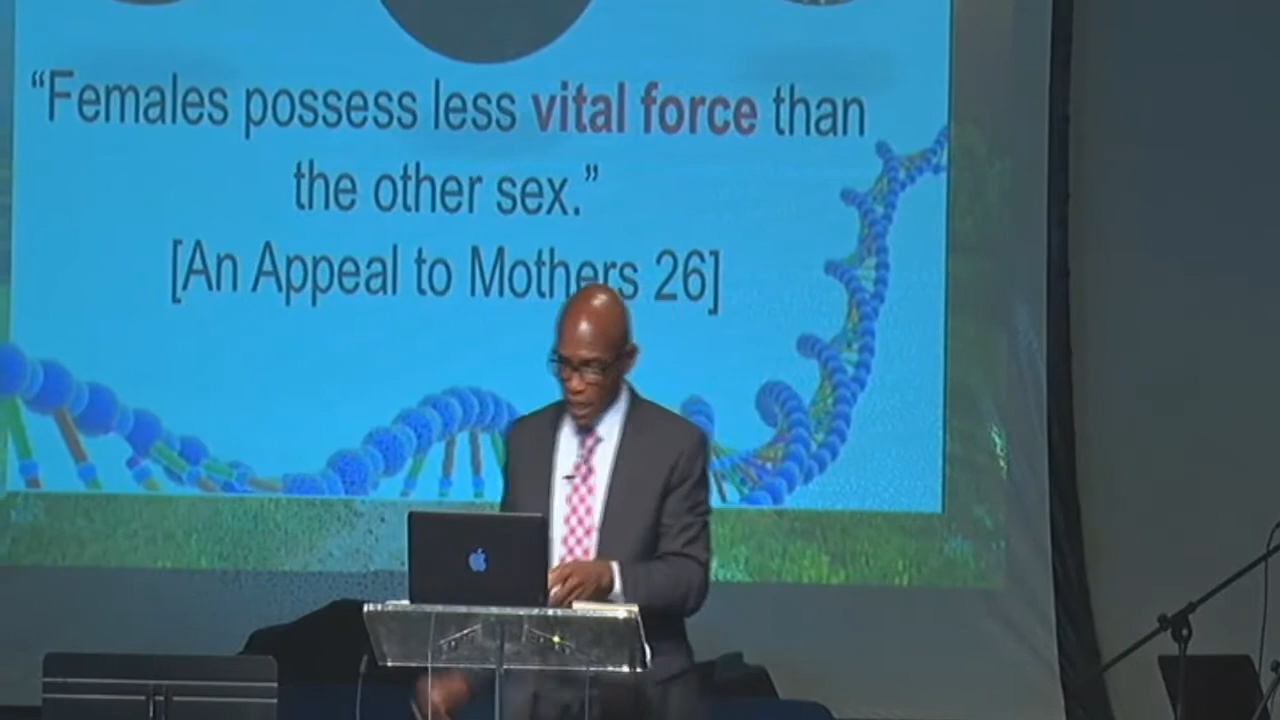 “Females possess less vital force than
the other sex.”
[An Appeal to Mothers 26]